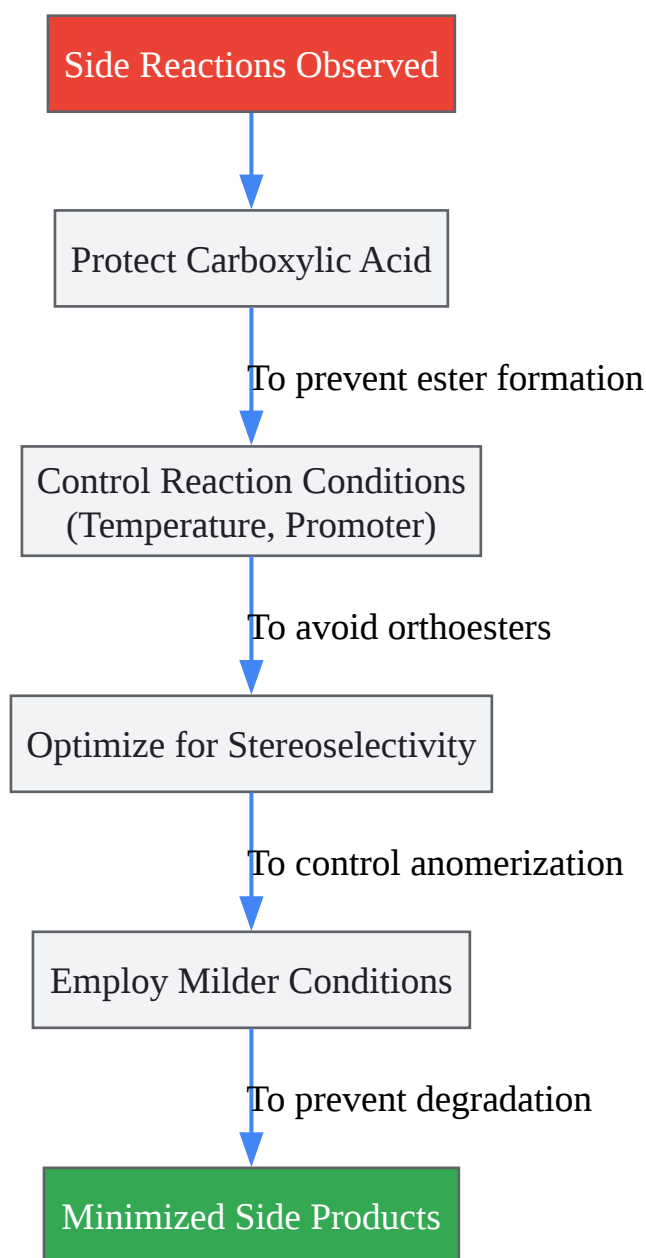 Side Reactions Observed
Protect Carboxylic Acid
To prevent ester formation
Control Reaction Conditions
(Temperature, Promoter)
To avoid orthoesters
Optimize for Stereoselectivity
To control anomerization
Employ Milder Conditions
To prevent degradation
Minimized Side Products